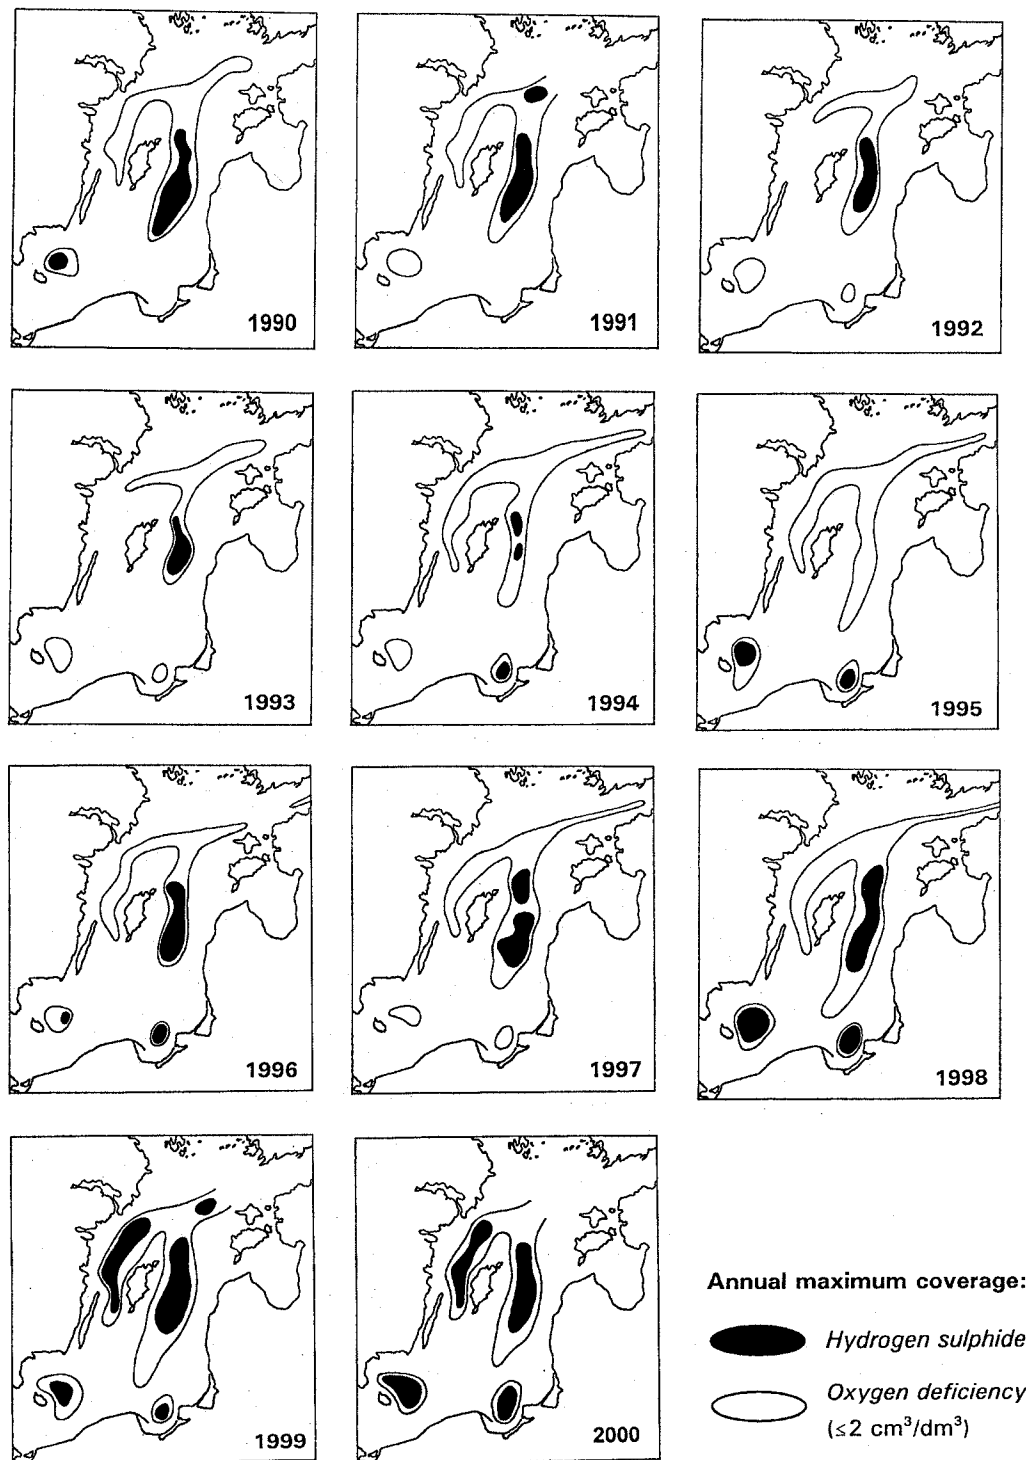 1990
1991
1992
1993
1994
1995
1996
1997
1998
1999
2000
Annual maximum coverage:
Hydrogen sulphide
Oxygen deficiency
(≤2 cm³/dm³)